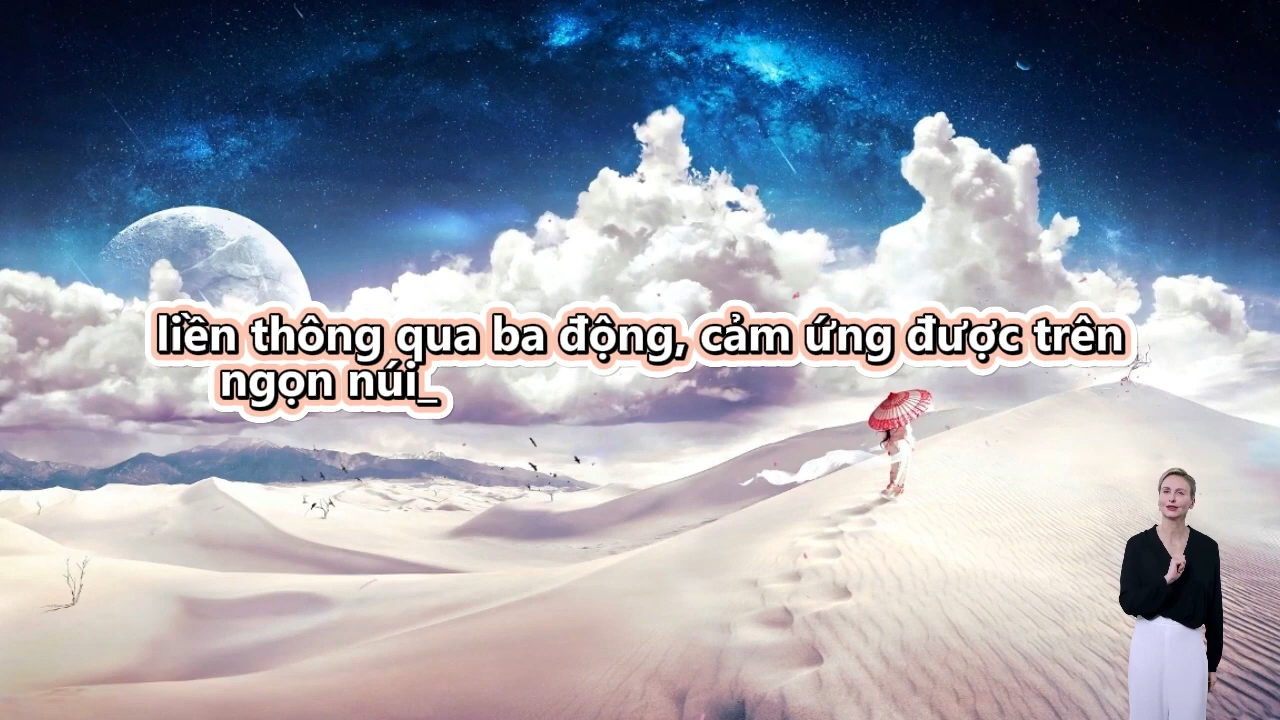 liền thông qua ba động, cảm ứng được trên
ngọn núi_